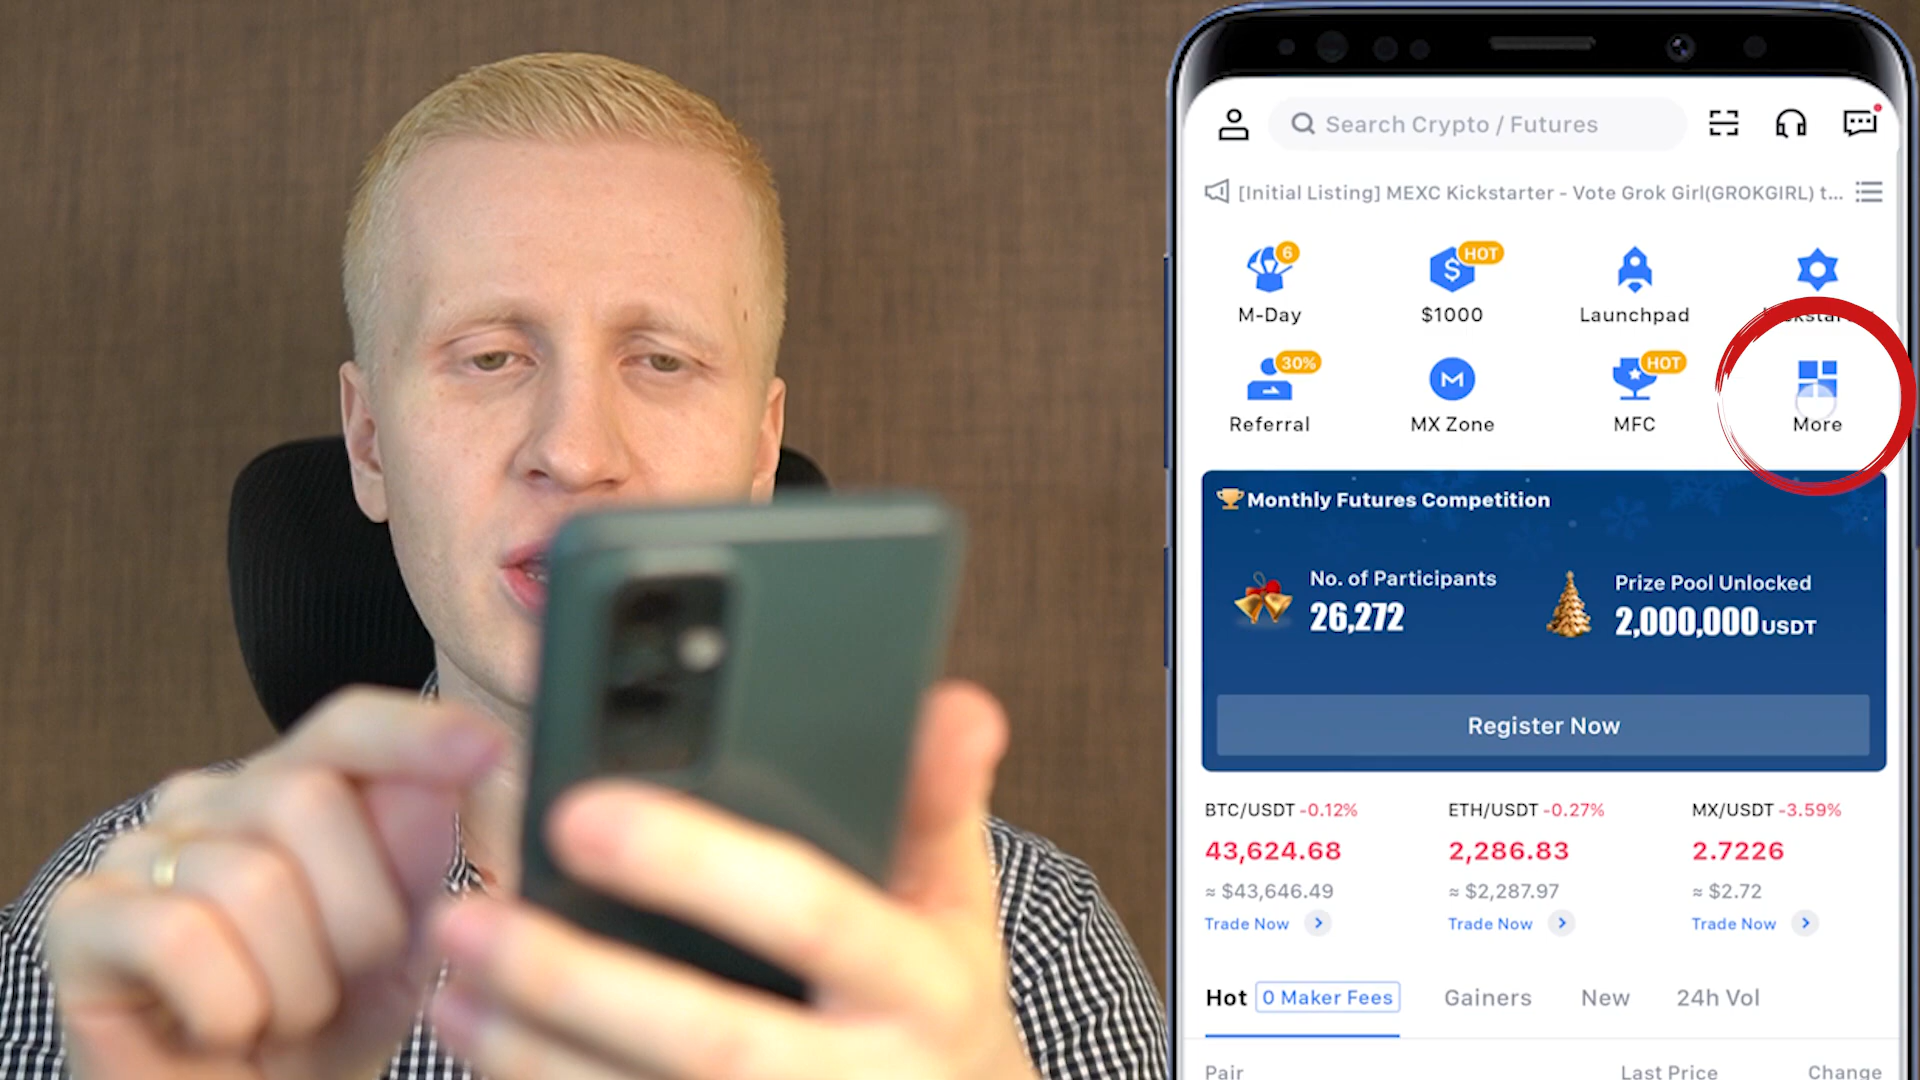 Search Crypto / Futures
[Initial Listing] MEXC Kickstarter - Vote Grok Girl(GROKGIRL) t...
6
HOT
M-Day
$1000
Launchpad
30%
HOT
Referral
MX Zone
MFC
More
Monthly Futures Competition
No. of Participants
26,272
Prize Pool Unlocked
2,000,000 USDT
Register Now
BTC/USDT -0.12%
ETH/USDT -0.27%
MX/USDT -3.59%
43,624.68
2,286.83
2.7226
≈ $43,646.49
≈ $2,287.97
≈ $2.72
Trade Now
Trade Now
Trade Now
Hot
0 Maker Fees
Gainers
New
24h Vol
Pair
Last Price
Change